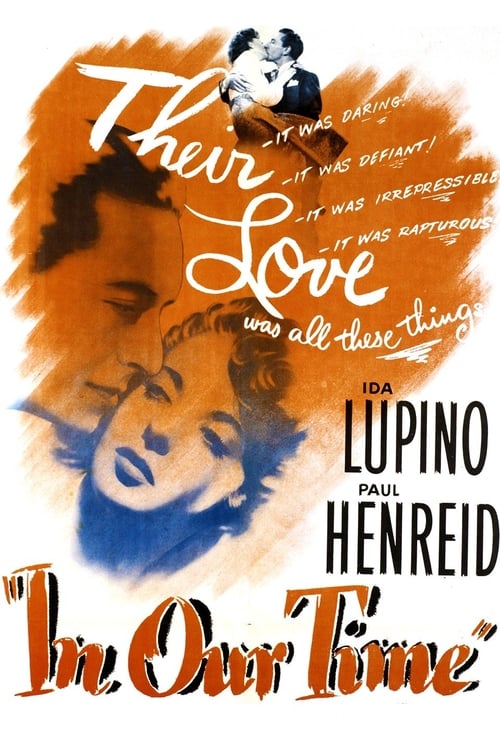 Their
-IT WAS DARING!
-IT WAS DEFIANT!
-IT WAS IRREPRESSIBLE
-IT WAS RAPTUROUS
Love
was all these things
IDA
LUPINO
PAUL
HENREID
"In Our Time"